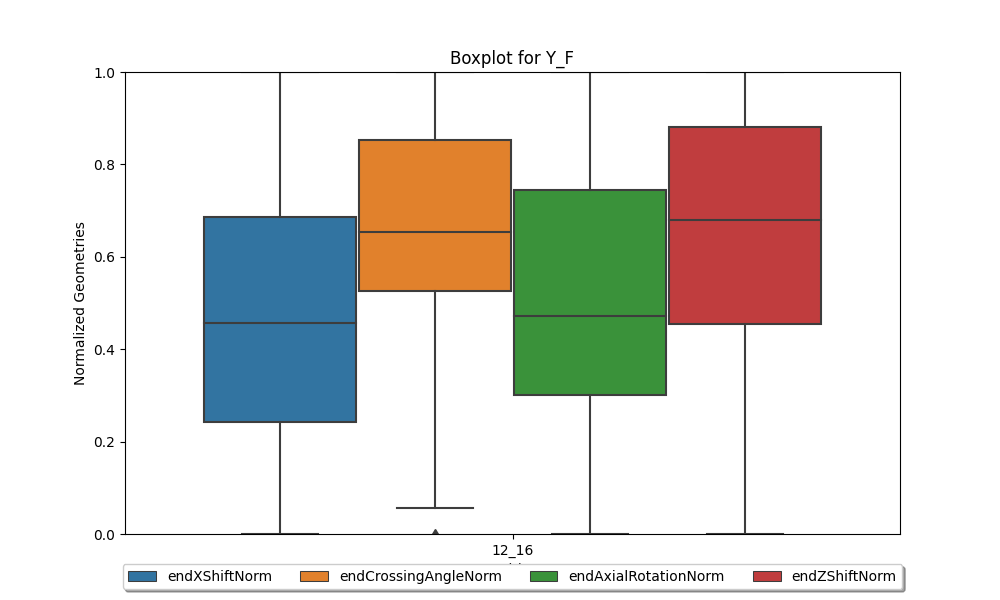 Boxplot for Y_F
Normalized Geometries
1.0
0.8
0.6
0.4
0.2
0.0
12_16
endXShiftNorm endCrossingAngleNorm endAxialRotationNorm endZShiftNorm